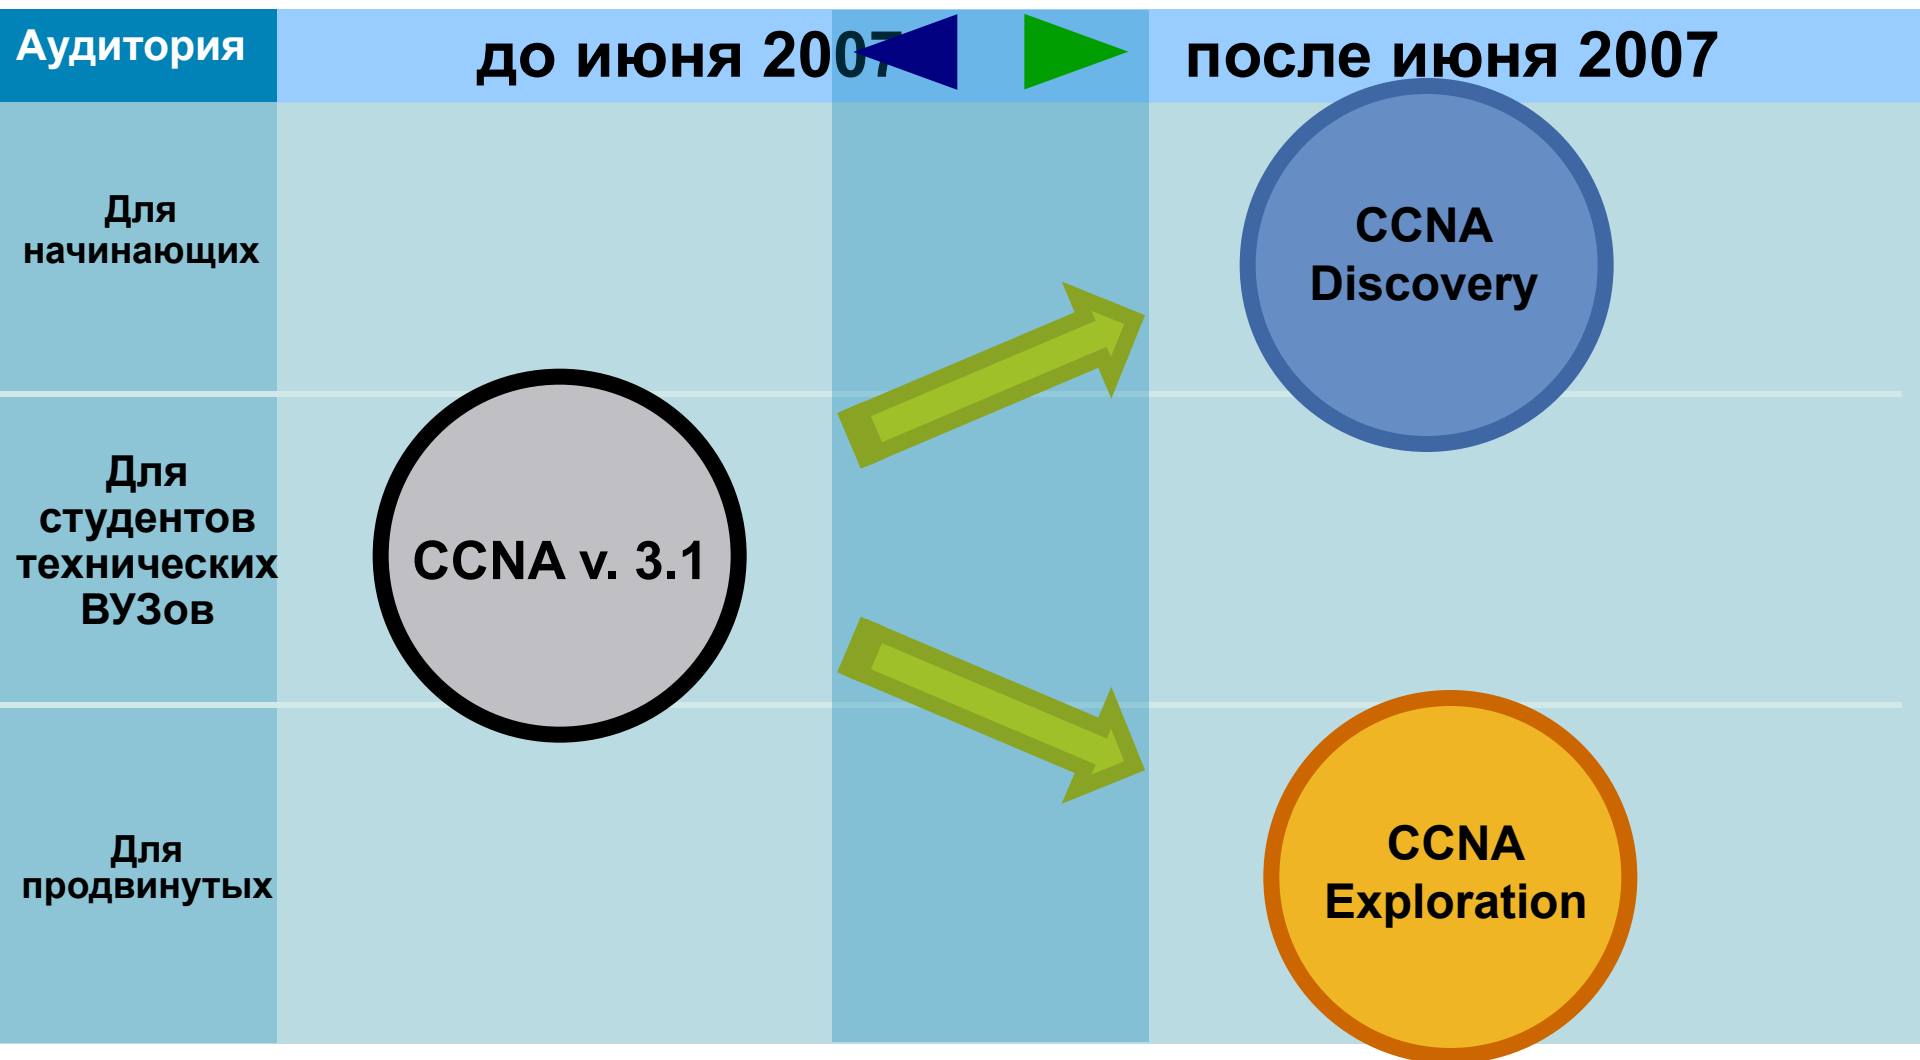 Аудитория
до июня 2007
после июня 2007
Для
начинающих
CCNA
Discovery
Для
студентов
технических
ВУЗов
CCNA v. 3.1
Для
продвинутых
CCNA
Exploration